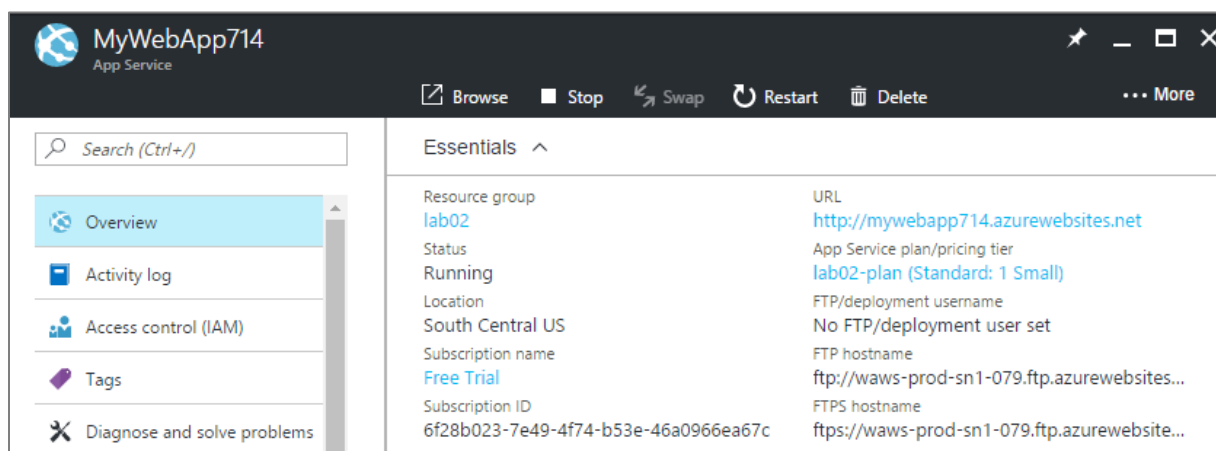 MyWebApp714
App Service
Browse Stop Swap Restart Delete ... More
Search (Ctrl+/)
Overview
Activity log
Access control (IAM)
Tags
Diagnose and solve problems
Essentials
Resource group
lab02
Status
Running
Location
South Central US
Subscription name
Free Trial
Subscription ID
6f28b023-7e49-4f74-b53e-46a0966ea67c
URL
http://mywebapp714.azurewebsites.net
App Service plan/pricing tier
lab02-plan (Standard: 1 Small)
FTP/deployment username
No FTP/deployment user set
FTP hostname
ftp://waws-prod-sn1-079.ftp.azurewebsites...
FTPS hostname
ftps://waws-prod-sn1-079.ftp.azurewebsite...